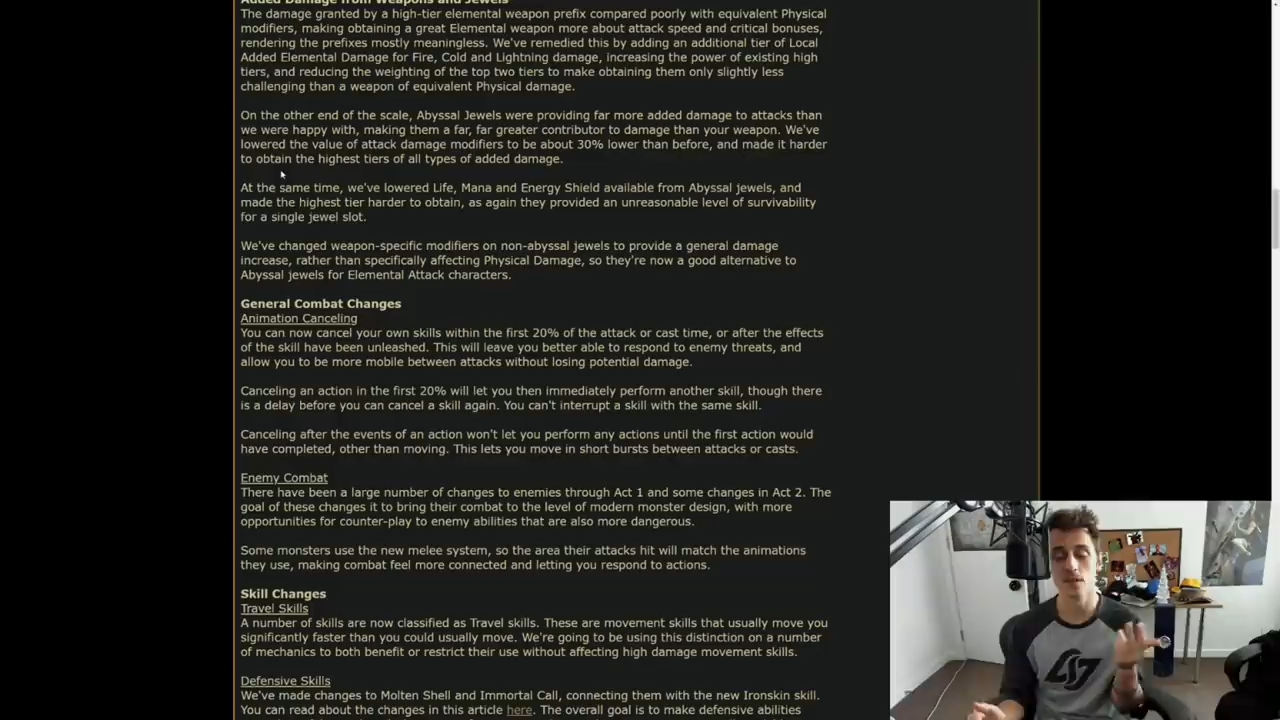 Added Damage from Weapons and Jewels
The damage granted by a high-tier elemental weapon prefix compared poorly with equivalent Physical
modifiers, making obtaining a great Elemental weapon more about attack speed and critical bonuses,
rendering the prefixes mostly meaningless. We've remedied this by adding an additional tier of Local
Added Elemental Damage for Fire, Cold and Lightning damage, increasing the power of existing high
tiers, and reducing the weighting of the top two tiers to make obtaining them only slightly less
challenging than a weapon of equivalent Physical damage.
On the other end of the scale, Abyssal Jewels were providing far more added damage to attacks than
we were happy with, making them a far, far greater contributor to damage than your weapon. We've
lowered the value of attack damage modifiers to be about 30% lower than before, and made it harder
to obtain the highest tiers of all types of added damage.
At the same time, we've lowered Life, Mana and Energy Shield available from Abyssal jewels, and
made the highest tier harder to obtain, as again they provided an unreasonable level of survivability
for a single jewel slot.
We've changed weapon-specific modifiers on non-abyssal jewels to provide a general damage
increase, rather than specifically affecting Physical Damage, so they're now a good alternative to
Abyssal jewels for Elemental Attack characters.
General Combat Changes
Animation Canceling
You can now cancel your own skills within the first 20% of the attack or cast time, or after the effects
of the skill have been unleashed. This will leave you better able to respond to enemy threats, and
allow you to be more mobile between attacks without losing potential damage.
Canceling an action in the first 20% will let you then immediately perform another skill, though there
is a delay before you can cancel a skill again. You can't interrupt a skill with the same skill.
Canceling after the events of an action won't let you perform any actions until the first action would
have completed, other than moving. This lets you move in short bursts between attacks or casts.
Enemy Combat
There have been a large number of changes to enemies through Act 1 and some changes in Act 2. The
goal of these changes it to bring their combat to the level of modern monster design, with more
opportunities for counter-play to enemy abilities that are also more dangerous.
Some monsters use the new melee system, so the area their attacks hit will match the animations
they use, making combat feel more connected and letting you respond to actions.
Skill Changes
Travel Skills
A number of skills are now classified as Travel skills. These are movement skills that usually move you
significantly faster than you could usually move. We're going to be using this distinction on a number
of mechanics to both benefit or restrict their use without affecting high damage movement skills.
Defensive Skills
We've made changes to Molten Shell and Immortal Call, connecting them with the new Ironskin skill.
You can read about the changes in this article here. The overall goal is to make defensive abilities